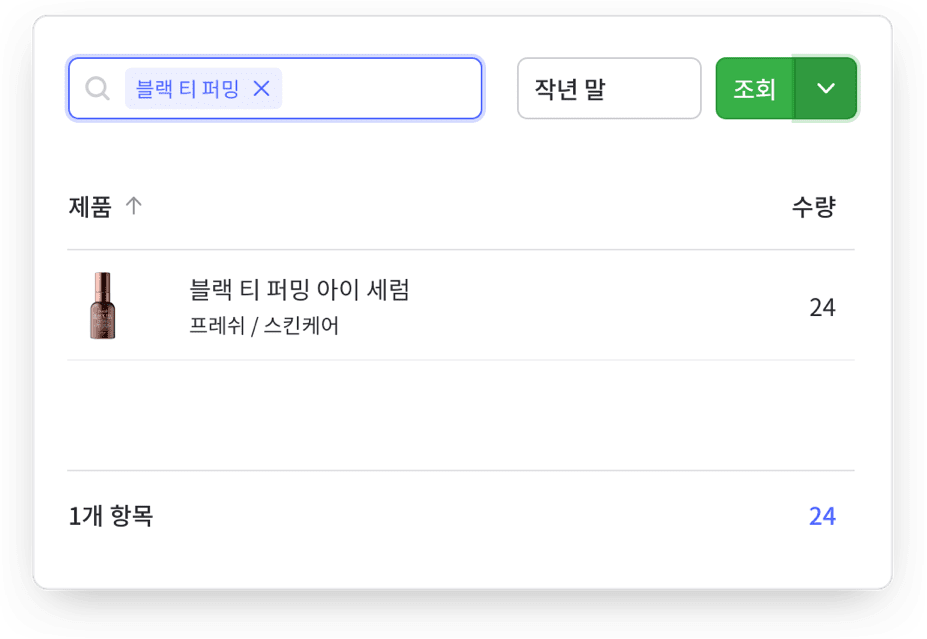 블랙 티 퍼밍
작년 말
조회
제품
수량
블랙 티 퍼밍 아이 세럼
프레쉬 / 스킨케어
24
1개 항목
24